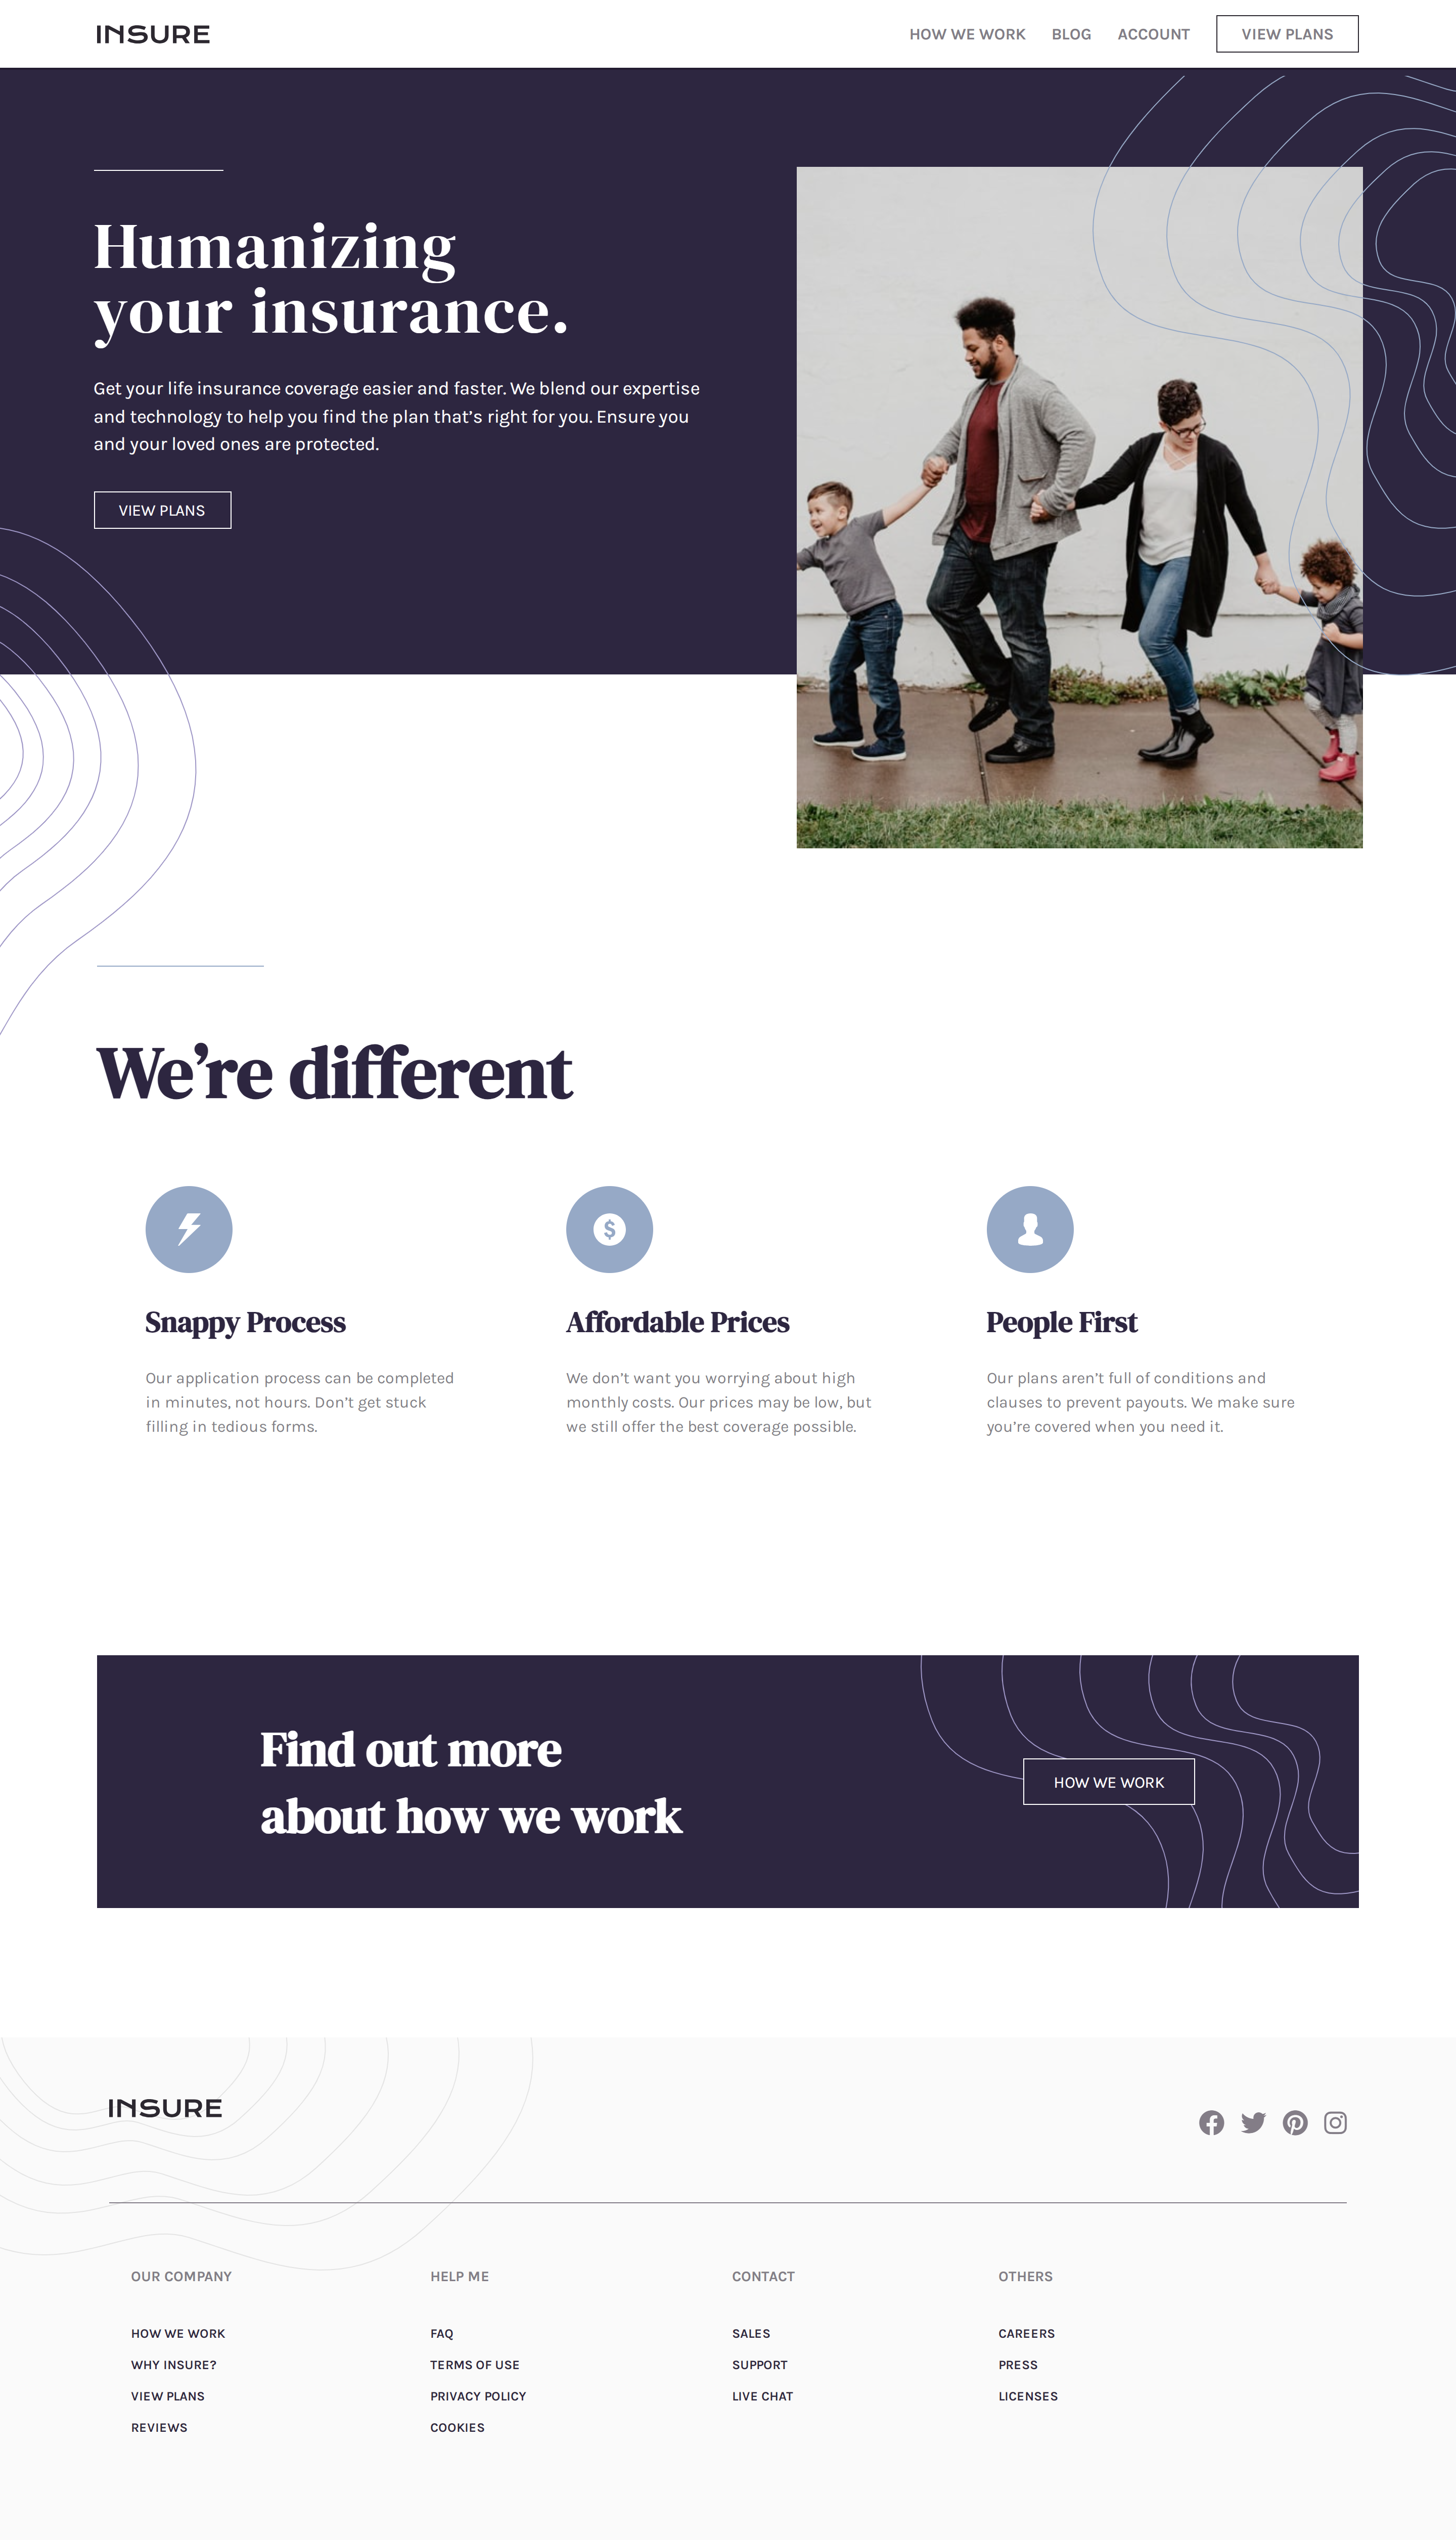 INSURE
HOW WE WORK
BLOG
ACCOUNT
VIEW PLANS
Humanizing
your insurance.
Get your life insurance coverage easier and faster. We blend our expertise
and technology to help you find the plan that’s right for you. Ensure you
and your loved ones are protected.
VIEW PLANS
We’re different
Snappy Process
Our application process can be completed
in minutes, not hours. Don’t get stuck
filling in tedious forms.
Affordable Prices
We don’t want you worrying about high
monthly costs. Our prices may be low, but
we still offer the best coverage possible.
People First
Our plans aren’t full of conditions and
clauses to prevent payouts. We make sure
you’re covered when you need it.
Find out more
about how we work
HOW WE WORK
INSURE
OUR COMPANY
HOW WE WORK
WHY INSURE?
VIEW PLANS
REVIEWS
HELP ME
FAQ
TERMS OF USE
PRIVACY POLICY
COOKIES
CONTACT
SALES
SUPPORT
LIVE CHAT
OTHERS
CAREERS
PRESS
LICENSES